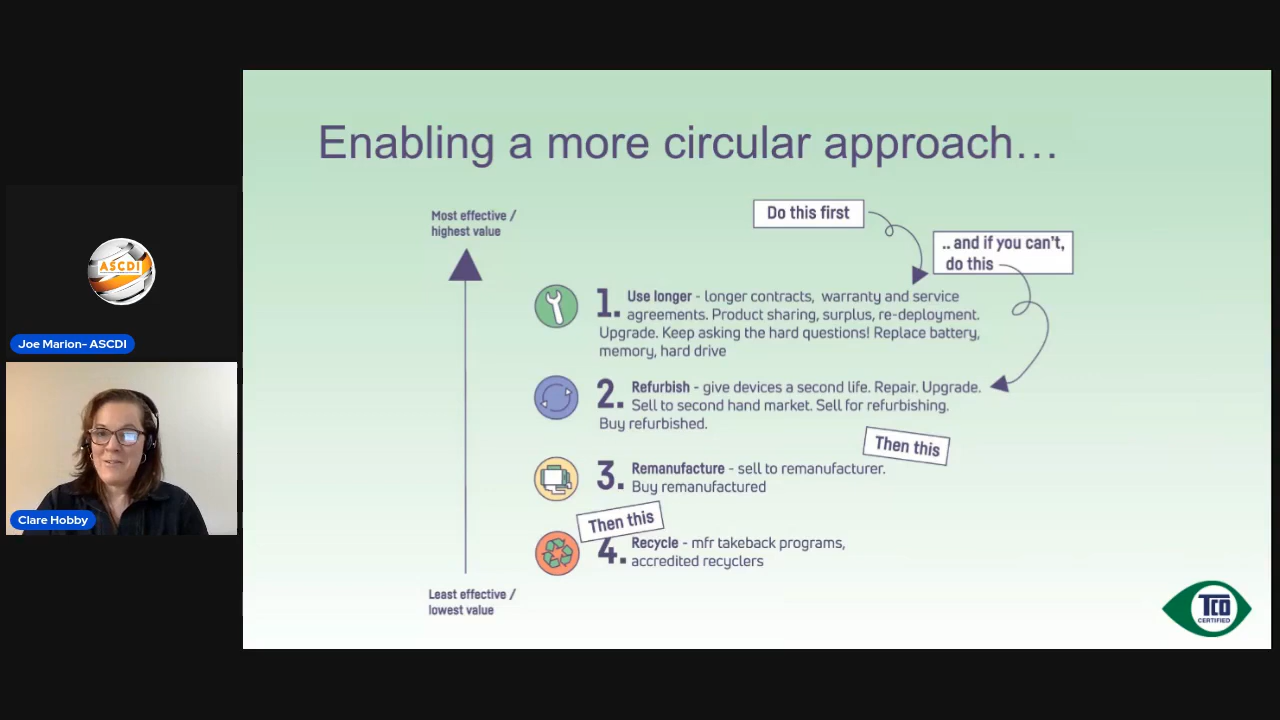 Enabling a more circular approach...
Most effective /
highest value
Do this first
.. and if you can't,
do this
1. Use longer - longer contracts, warranty and service
agreements. Product sharing, surplus, re-deployment.
Upgrade. Keep asking the hard questions! Replace battery,
memory, hard drive
2. Refurbish - give devices a second life. Repair. Upgrade.
Sell to second hand market. Sell for refurbishing.
Buy refurbished.
Then this
3. Remanufacture - sell to remanufacturer.
Buy remanufactured
Then this
4. Recycle - mfr takeback programs,
accredited recyclers
Least effective /
lowest value
TCO
CERTIFIED
ASCDI
Joe Marion- ASCDI
Clare Hobby